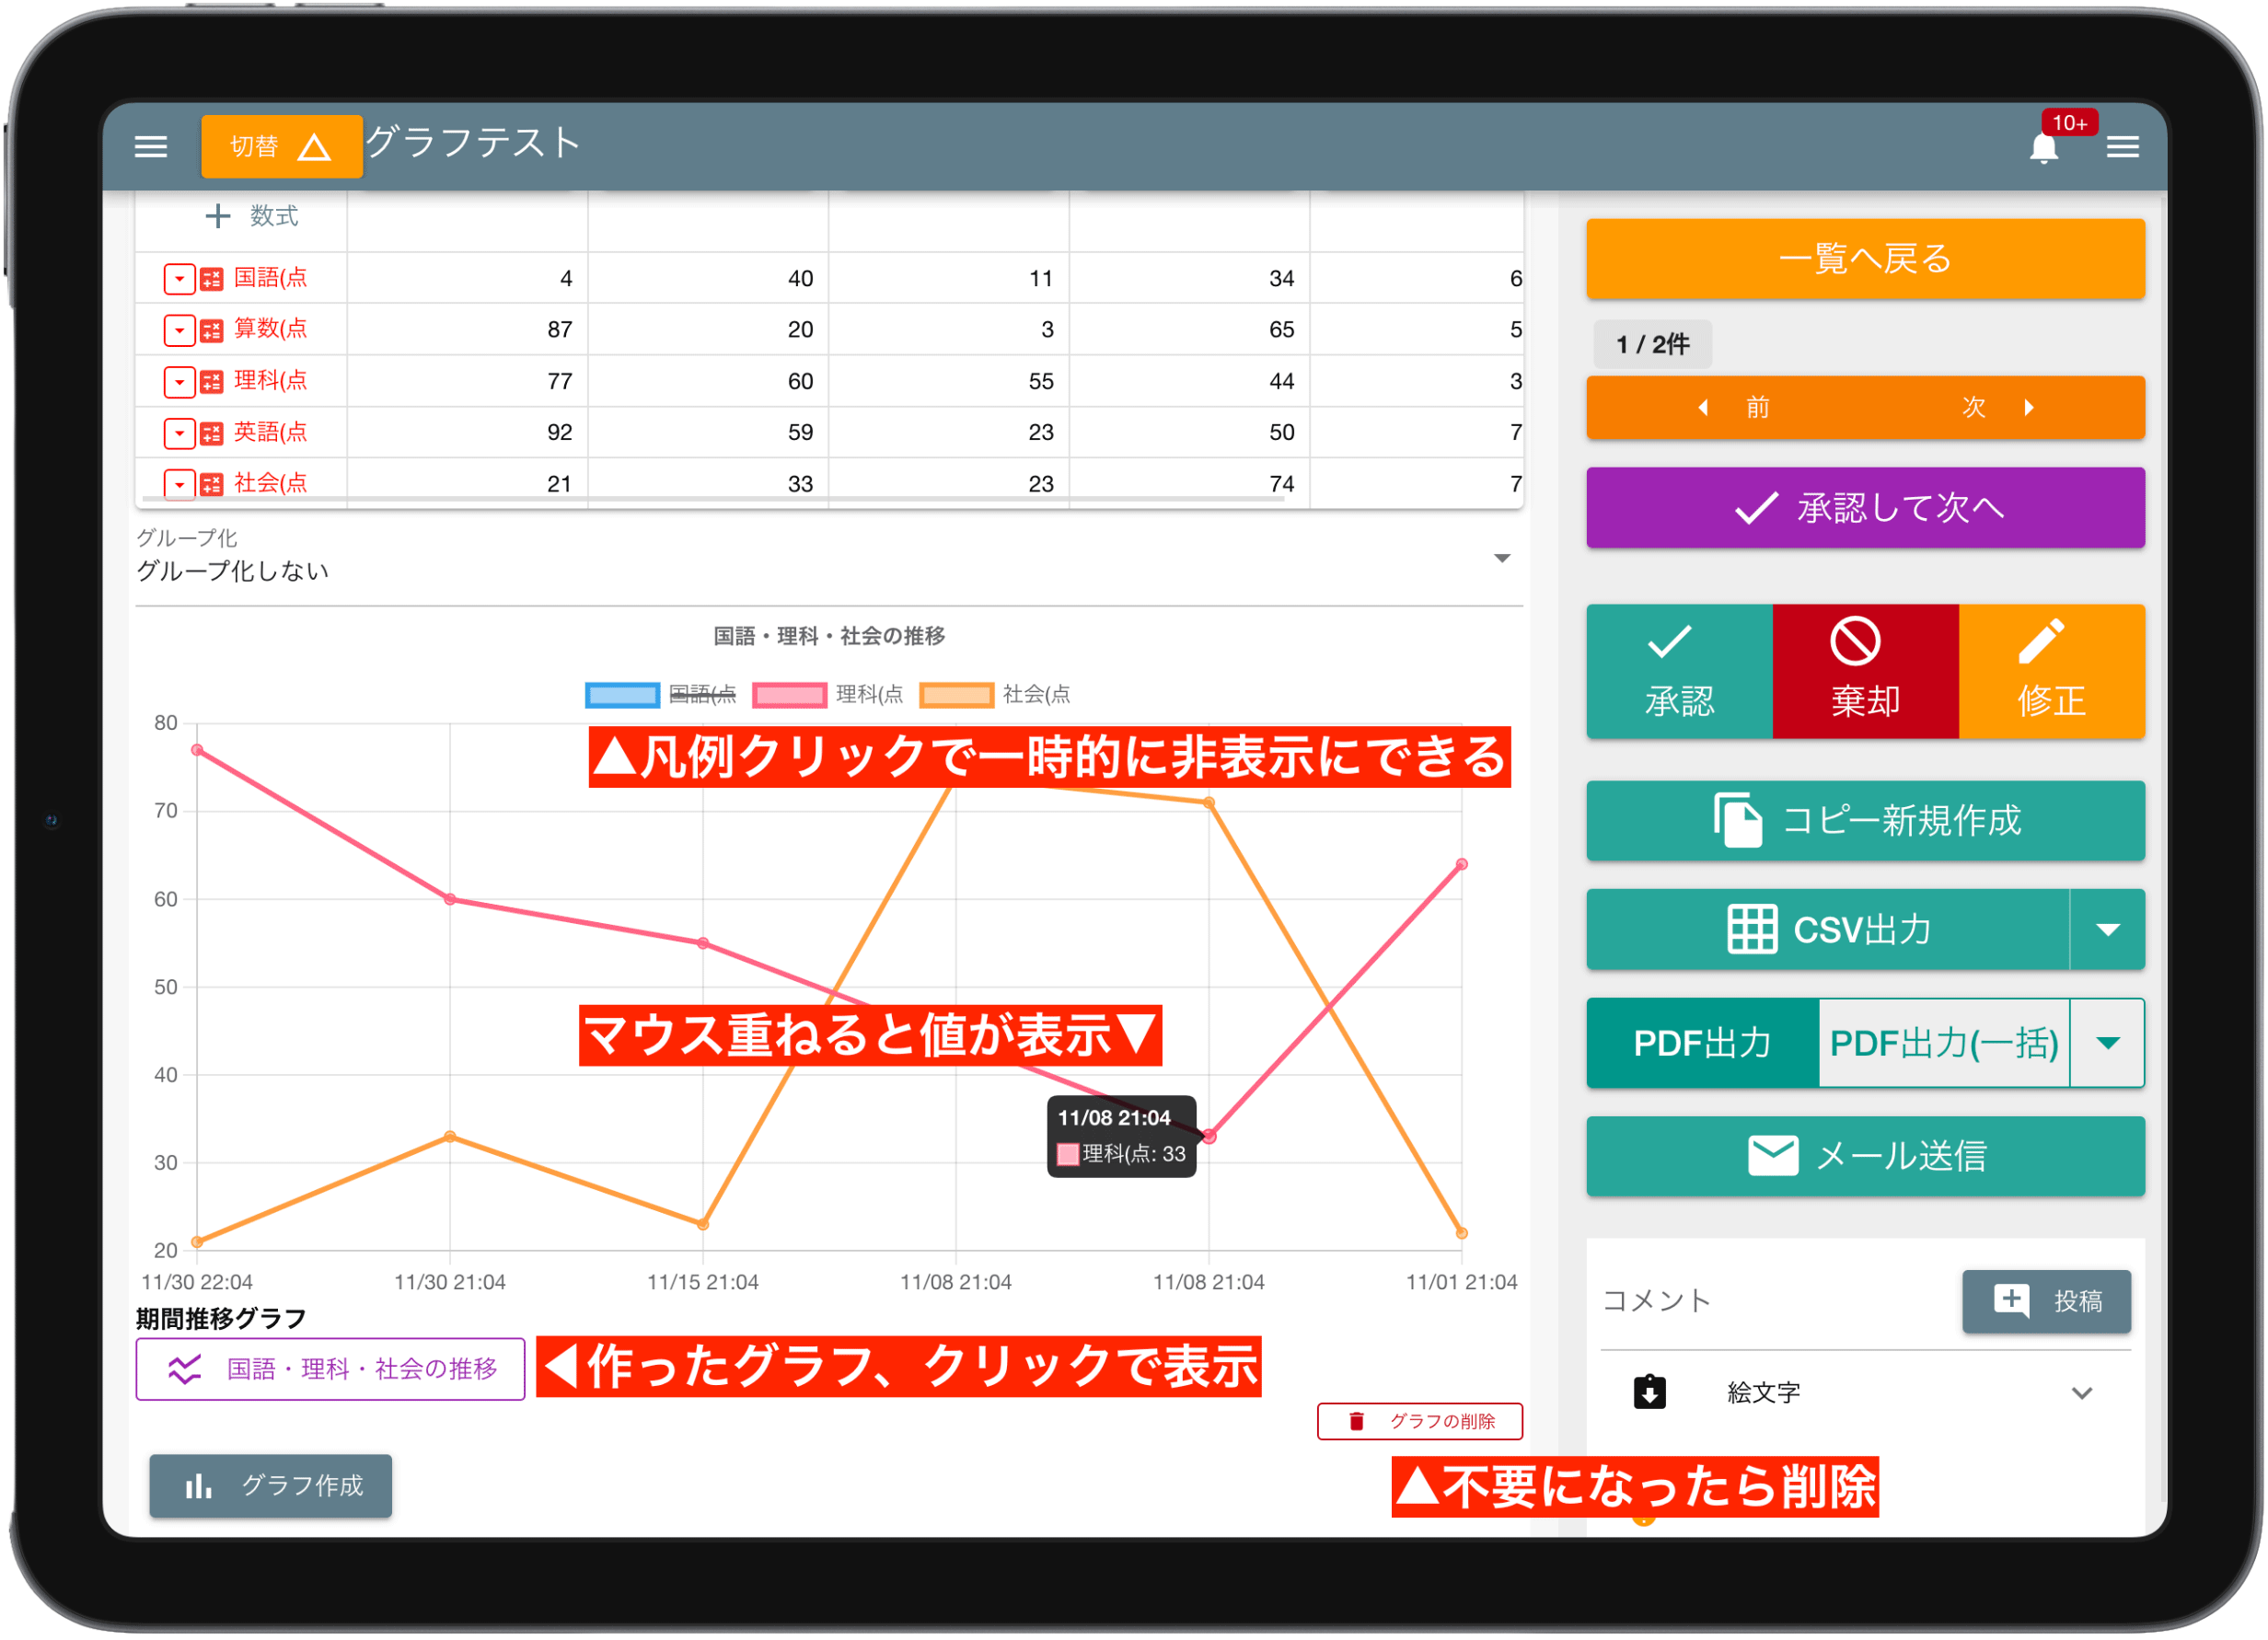 切替 グラフテスト 10+
数式
国語(点 4 40 11 34 6
算数(点 87 20 3 65 5
理科(点 77 60 55 44 3
英語(点 92 59 23 50 7
社会(点 21 33 23 74 7
グループ化
グループ化しない
国語・理科・社会の推移
国語(点 理科(点 社会(点
▲凡例クリックで一時的に非表示にできる
マウス重ねると値が表示▼
80
70
60
50
40
30
20
11/08 21:04
理科(点: 33
11/30 22:04 11/30 21:04 11/15 21:04 11/08 21:04 11/08 21:04 11/01 21:04
期間推移グラフ
国語・理科・社会の推移
◀作ったグラフ、クリックで表示
グラフの削除
▲不要になったら削除
グラフ作成
一覧へ戻る
1 / 2件
前 次
承認して次へ
承認 棄却 修正
コピー新規作成
CSV出力
PDF出力 PDF出力(一括)
メール送信
コメント 投稿
絵文字